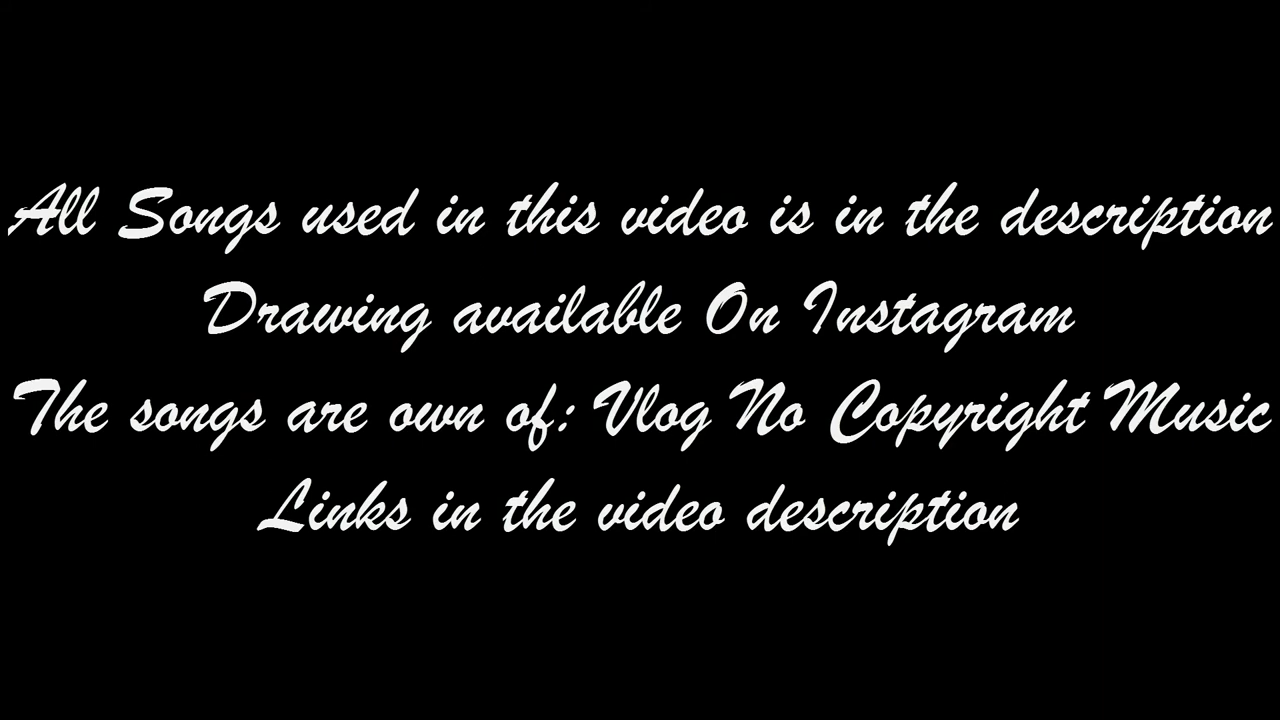 All Songs used in this video is in the description
Drawing available On Instagram
The songs are own of: Vlog No Copyright Music
Links in the video description